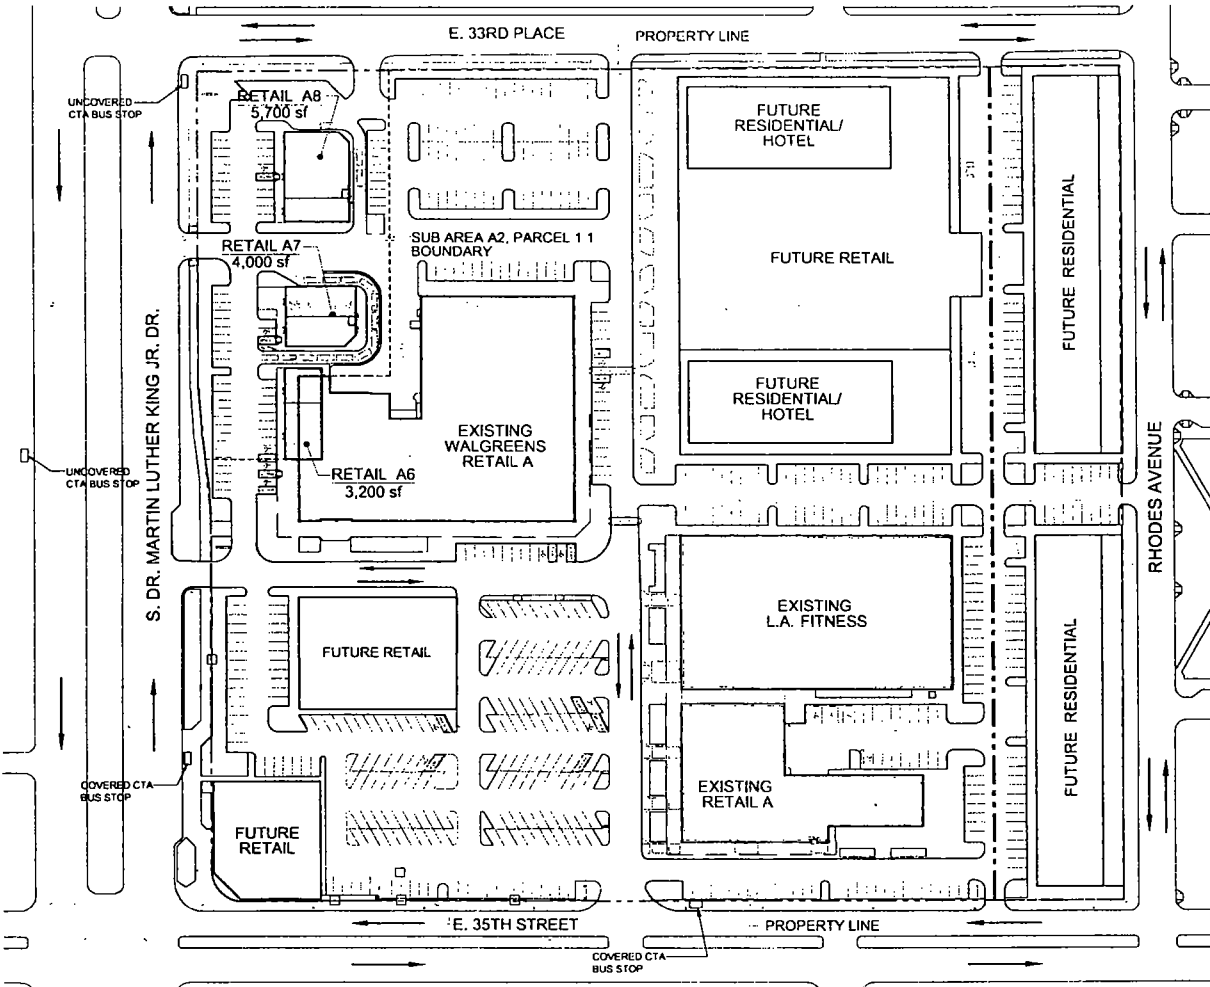 E. 33RD PLACE
PROPERTY LINE
UNCOVERED
CTA BUS STOP
RETAIL A8
5,700 sf
FUTURE
RESIDENTIAL/
HOTEL
SUB AREA A2, PARCEL 1 1
BOUNDARY
RETAIL A7
4,000 sf
FUTURE RETAIL
FUTURE RESIDENTIAL
S. DR. MARTIN LUTHER KING JR. DR.
FUTURE
RESIDENTIAL/
HOTEL
EXISTING
WALGREENS
RETAIL A
RETAIL A6
3,200 sf
UNCOVERED
CTA BUS STOP
RHODES AVENUE
EXISTING
L.A. FITNESS
FUTURE RETAIL
FUTURE RESIDENTIAL
COVERED CTA
BUS STOP
EXISTING
RETAIL A
FUTURE
RETAIL
E. 35TH STREET
PROPERTY LINE
COVERED CTA
BUS STOP